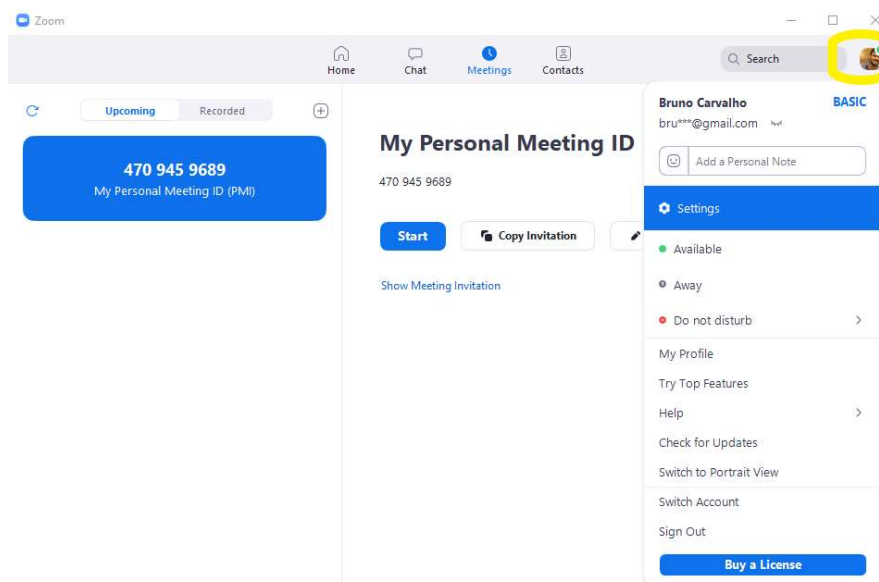 Zoom
Home
Chat
Meetings
Contacts
Search
Upcoming
Recorded
470 945 9689
My Personal Meeting ID (PMI)
My Personal Meeting ID
470 945 9689
Start
Copy Invitation
Show Meeting Invitation
Bruno Carvalho
BASIC
bru***@gmail.com
Add a Personal Note
Settings
Available
Away
Do not disturb
My Profile
Try Top Features
Help
Check for Updates
Switch to Portrait View
Switch Account
Sign Out
Buy a License